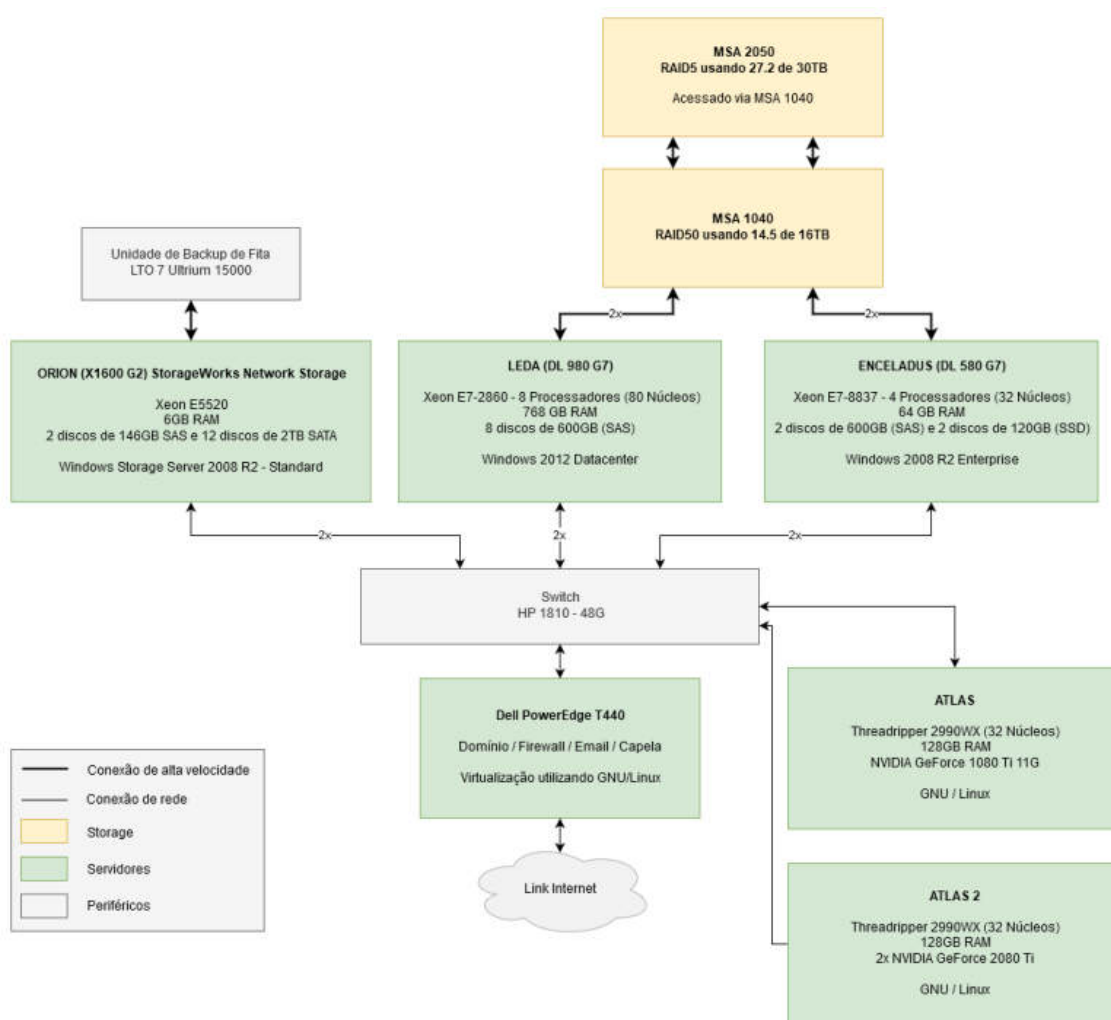 MSA 2050
RAID5 usando 27.2 de 30TB
Acessado via MSA 1040
MSA 1040
RAID50 usando 14.5 de 16TB
Unidade de Backup de Fita
LTO 7 Ultrium 15000
2x
2x
ORION (X1600 G2) StorageWorks Network Storage
Xeon E5520
6GB RAM
2 discos de 146GB SAS e 12 discos de 2TB SATA
Windows Storage Server 2008 R2 - Standard
LEDA (DL 980 G7)
Xeon E7-2860 - 8 Processadores (80 Núcleos)
768 GB RAM
8 discos de 600GB (SAS)
Windows 2012 Datacenter
ENCELADUS (DL 580 G7)
Xeon E7-8837 - 4 Processadores (32 Núcleos)
64 GB RAM
2 discos de 600GB (SAS) e 2 discos de 120GB (SSD)
Windows 2008 R2 Enterprise
2x
2x
2x
Switch
HP 1810 - 48G
Dell PowerEdge T440
Domínio / Firewall / Email / Capela
Virtualização utilizando GNU/Linux
Link Internet
ATLAS
Threadripper 2990WX (32 Núcleos)
128GB RAM
NVIDIA GeForce 1080 Ti 11G
GNU / Linux
ATLAS 2
Threadripper 2990WX (32 Núcleos)
128GB RAM
2x NVIDIA GeForce 2080 Ti
GNU / Linux
Conexão de alta velocidade
Conexão de rede
Storage
Servidores
Periféricos